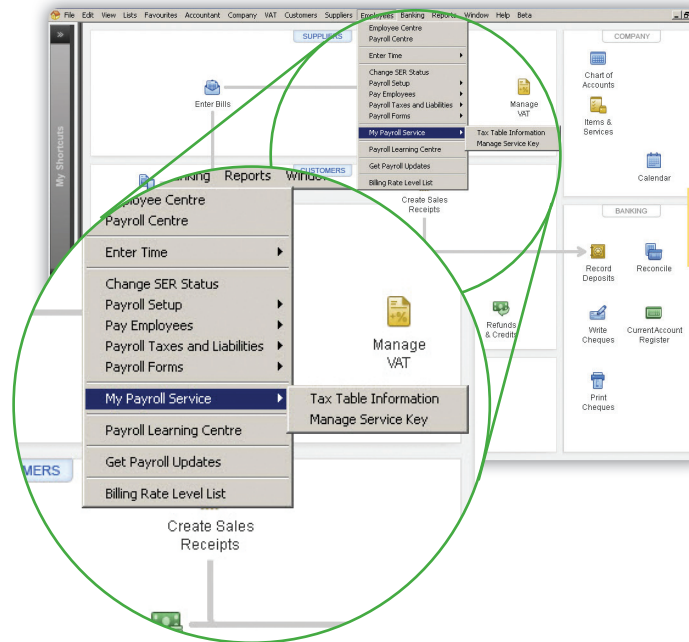 File Edit View Lists Favourites Accountant Company VAT Customers Suppliers Employees Banking Reports Window Help Beta
My Shortcuts
SUPPLIERS
Enter Bills
Employee Centre
Payroll Centre
Enter Time
Change SER Status
Payroll Setup
Pay Employees
Payroll Taxes and Liabilities
Payroll Forms
My Payroll Service
Tax Table Information
Manage Service Key
Payroll Learning Centre
Get Payroll Updates
Billing Rate Level List
Manage
VAT
CUSTOMERS
Create Sales
Receipts
Refunds
& Credits
COMPANY
Chart of
Accounts
Items &
Services
Calendar
BANKING
Record
Deposits
Reconcile
Write
Cheques
CurrentAccount
Register
Print
Cheques
anking Reports Windo
ployee Centre
Payroll Centre
Enter Time
Change SER Status
Payroll Setup
Pay Employees
Payroll Taxes and Liabilities
Payroll Forms
My Payroll Service
Tax Table Information
Manage Service Key
Payroll Learning Centre
Get Payroll Updates
Billing Rate Level List
Manage
VAT
MERS
Create Sales
Receipts